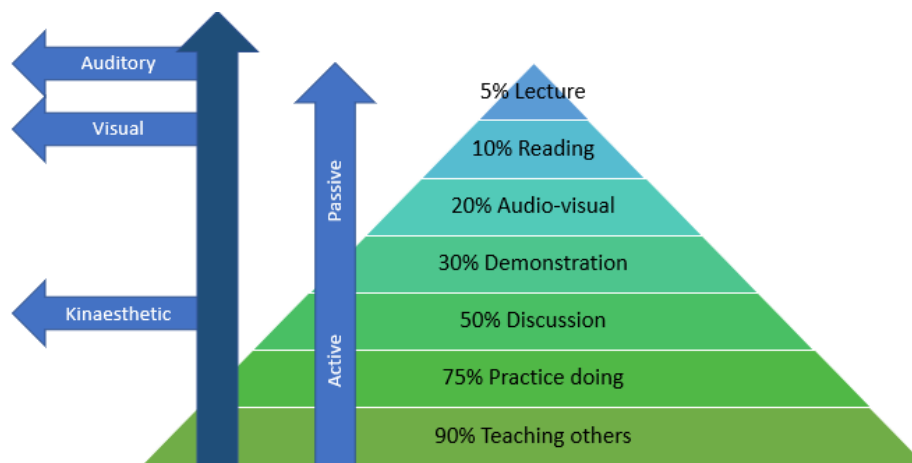 Auditory
Visual
Kinaesthetic
Passive
Active
5% Lecture
10% Reading
20% Audio-visual
30% Demonstration
50% Discussion
75% Practice doing
90% Teaching others